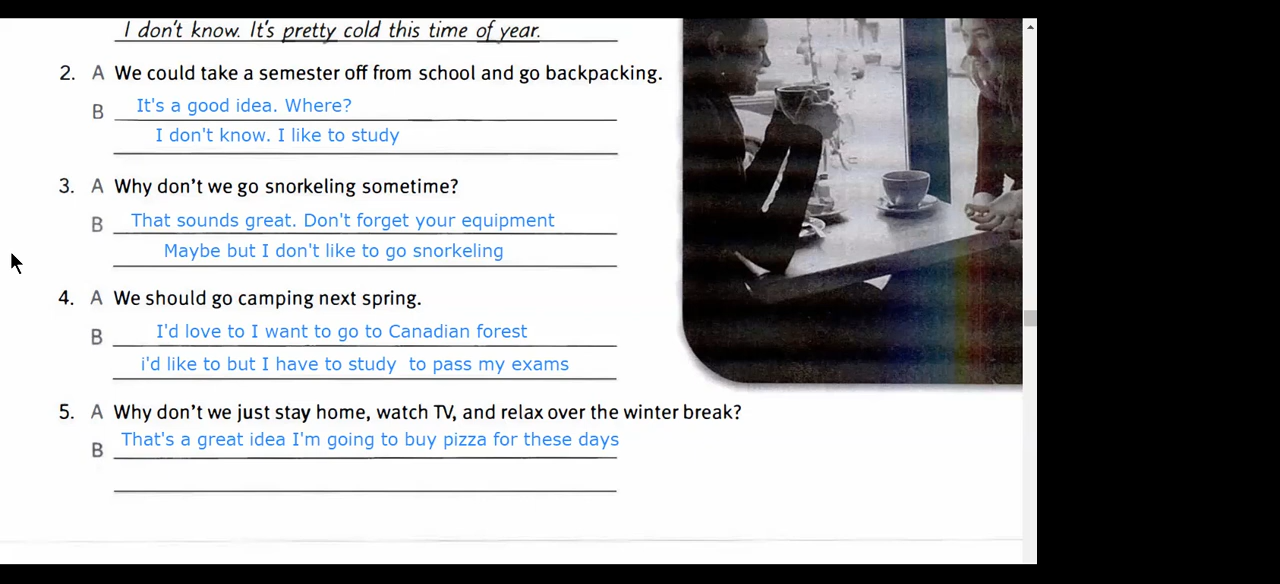 I don't know. It's pretty cold this time of year.
2. A We could take a semester off from school and go backpacking.
B It's a good idea. Where?
I don't know. I like to study
3. A Why don't we go snorkeling sometime?
B That sounds great. Don't forget your equipment
Maybe but I don't like to go snorkeling
4. A We should go camping next spring.
B I'd love to I want to go to Canadian forest
i'd like to but I have to study to pass my exams
5. A Why don't we just stay home, watch TV, and relax over the winter break?
B That's a great idea I'm going to buy pizza for these days